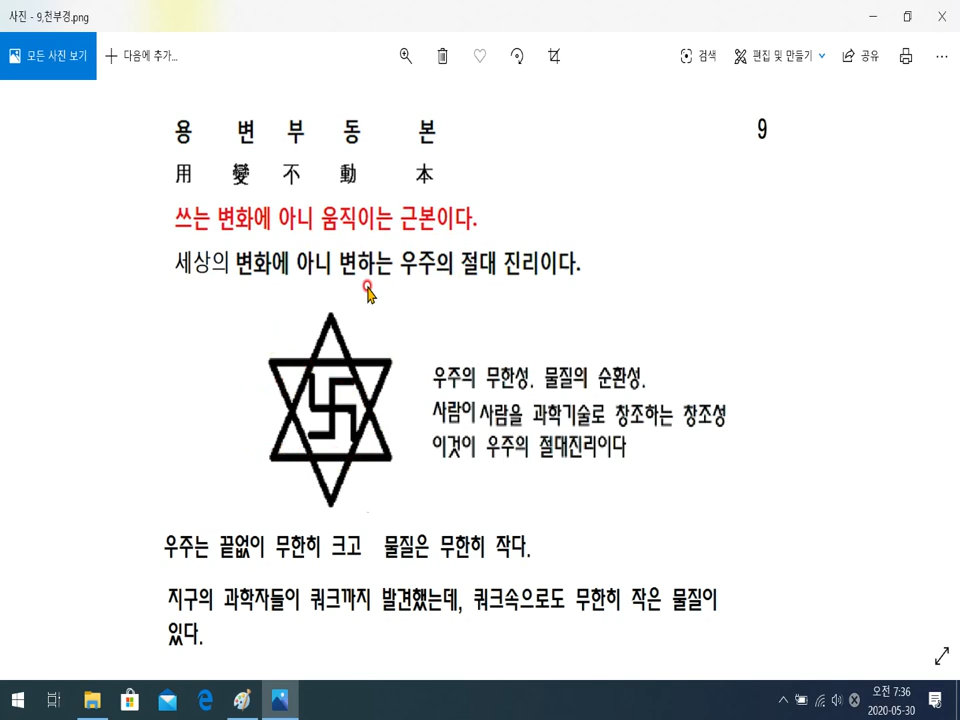 사진 - 9,천부경.png
모든 사진 보기 다음에 추가... 검색 편집 및 만들기 공유
용 변 부 동 본 9
用 變 不 動 本
쓰는 변화에 아니 움직이는 근본이다.
세상의 변화에 아니 변하는 우주의 절대 진리이다.
우주의 무한성. 물질의 순환성.
사람이 사람을 과학기술로 창조하는 창조성
이것이 우주의 절대진리이다
우주는 끝없이 무한히 크고 물질은 무한히 작다.
지구의 과학자들이 쿼크까지 발견했는데, 쿼크속으로도 무한히 작은 물질이
있다.
오전 7:36
2020-05-30